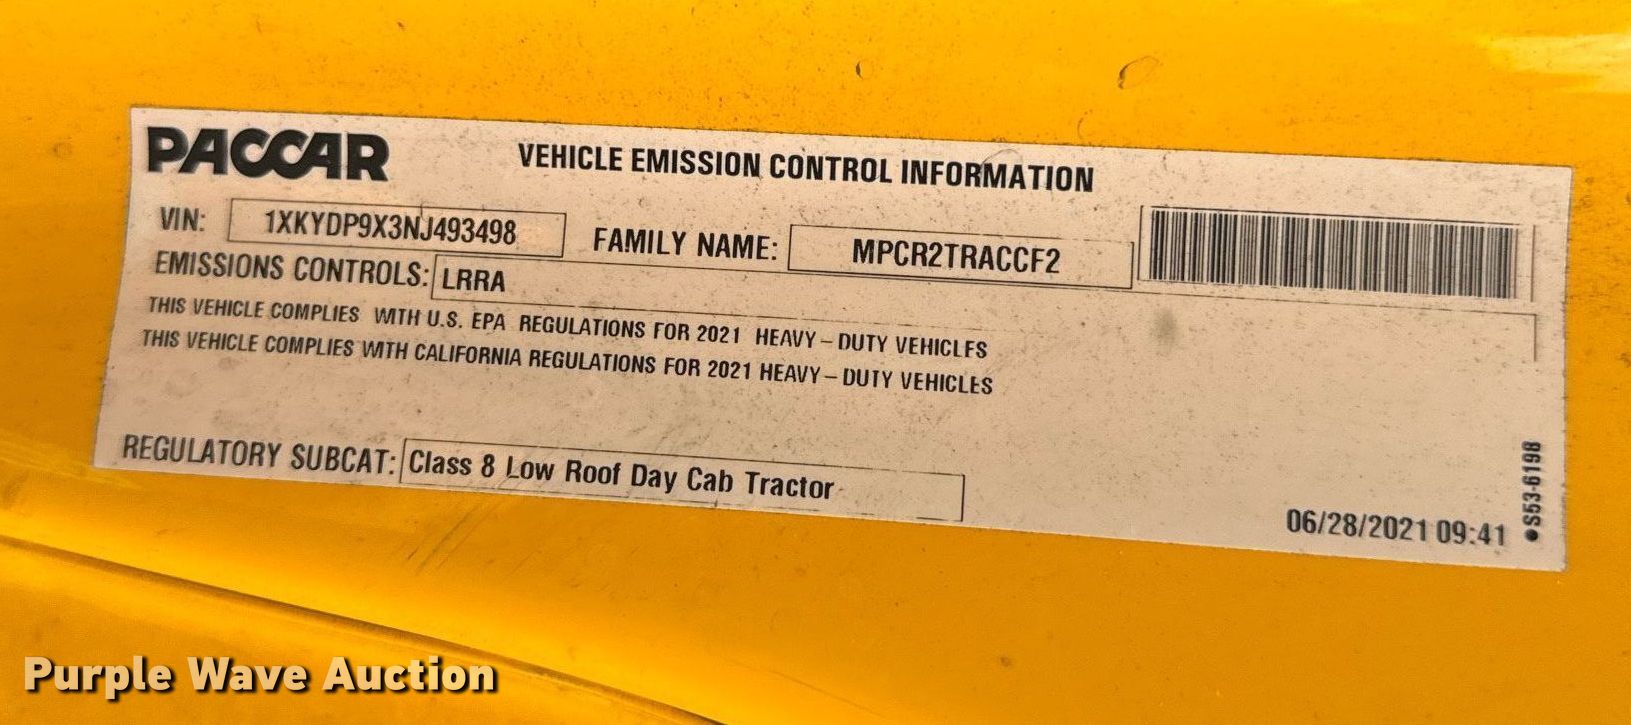 PACCAR
VEHICLE EMISSION CONTROL INFORMATION
VIN: 1XKYDP9X3NJ493498 FAMILY NAME: MPCR2TRACCF2
EMISSIONS CONTROLS: LRRA
THIS VEHICLE COMPLIES WITH U.S. EPA REGULATIONS FOR 2021 HEAVY-DUTY VEHICLES
THIS VEHICLE COMPLIES WITH CALIFORNIA REGULATIONS FOR 2021 HEAVY-DUTY VEHICLES
REGULATORY SUBCAT: Class 8 Low Roof Day Cab Tractor
06/28/2021 09:41
●S53-6198
Purple Wave Auction